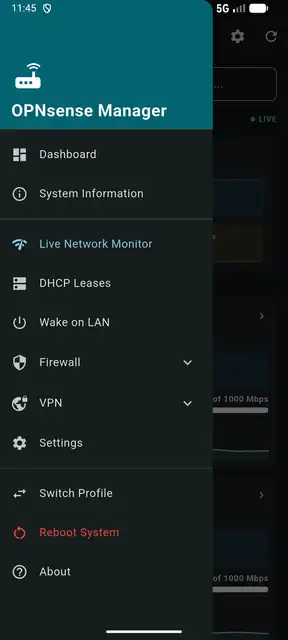 11:45
5G
OPNsense Manager
...
LIVE
Dashboard
System Information
Live Network Monitor
DHCP Leases
Wake on LAN
Firewall
of 1000 Mbps
VPN
Settings
Switch Profile
Reboot System
About
of 1000 Mbps